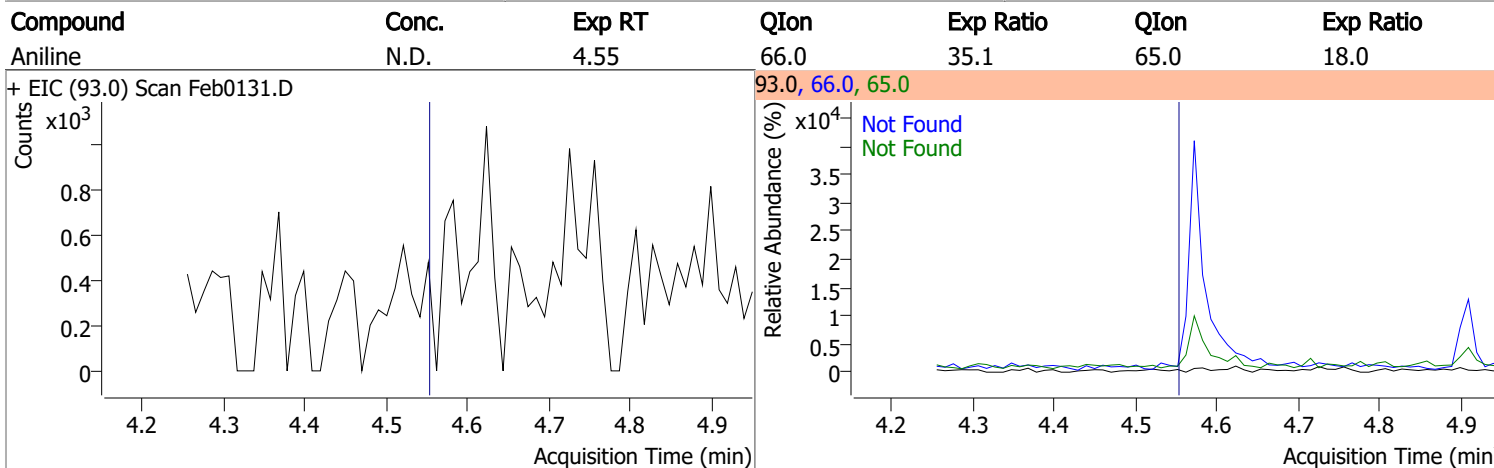 Compound Conc. Exp RT QIon Exp Ratio QIon Exp Ratio
Aniline N.D. 4.55 66.0 35.1 65.0 18.0
+ EIC (93.0) Scan Feb0131.D
Counts
x10³
0.8
0.6
0.4
0.2
0
4.2 4.3 4.4 4.5 4.6 4.7 4.8 4.9
Acquisition Time (min)
93.0, 66.0, 65.0
Relative Abundance (%)
x10⁴
Not Found
Not Found
3.5
3
2.5
2
1.5
1
0.5
0
4.2 4.3 4.4 4.5 4.6 4.7 4.8 4.9
Acquisition Time (min